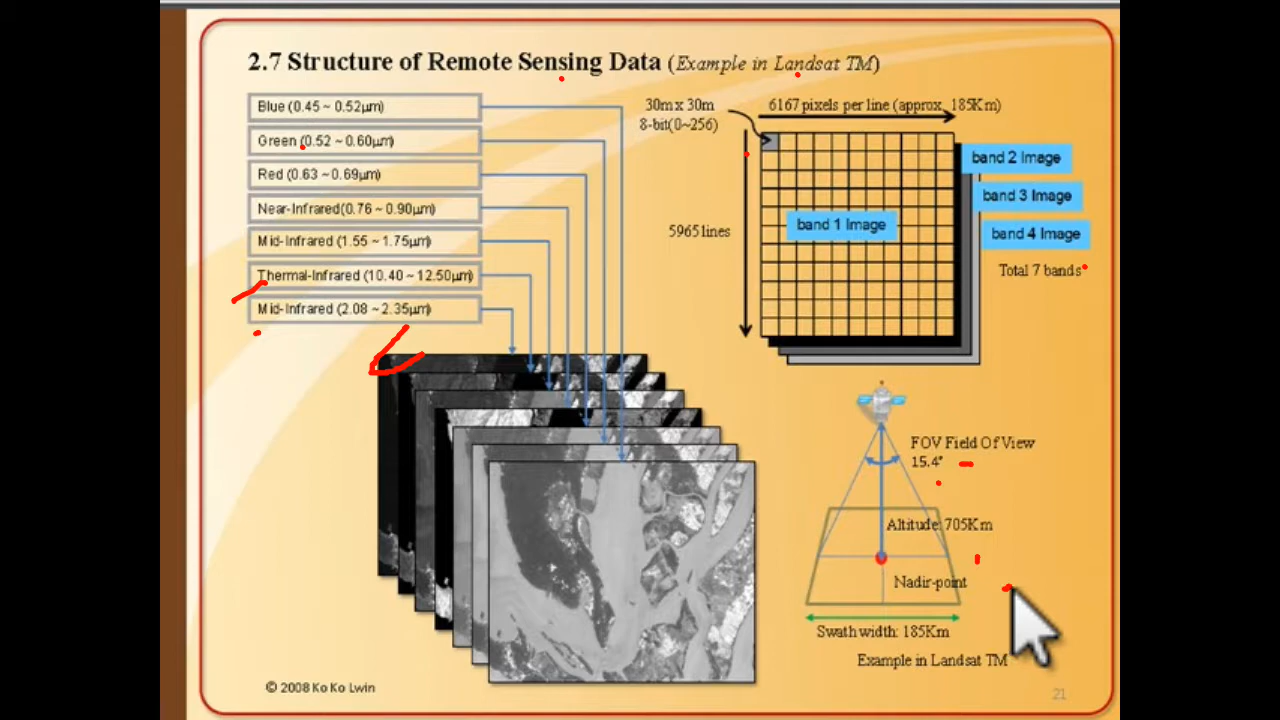 2.7 Structure of Remote Sensing Data (Example in Landsat TM)
Blue (0.45 ~ 0.52µm)
Green (0.52 ~ 0.60µm)
Red (0.63 ~ 0.69µm)
Near-Infrared(0.76 ~ 0.90µm)
Mid-Infrared (1.55 ~ 1.75µm)
Thermal-Infrared (10.40 ~ 12.50µm)
Mid-Infrared (2.08 ~ 2.35µm)
30m x 30m
8-bit(0~256)
6167 pixels per line (approx. 185Km)
5965 lines
band 1 Image
band 2 Image
band 3 Image
band 4 Image
Total 7 bands
FOV Field Of View
15.4°
Altitude: 705Km
Nadir-point
Swath width: 185Km
Example in Landsat TM
© 2008 Ko Ko Lwin
21